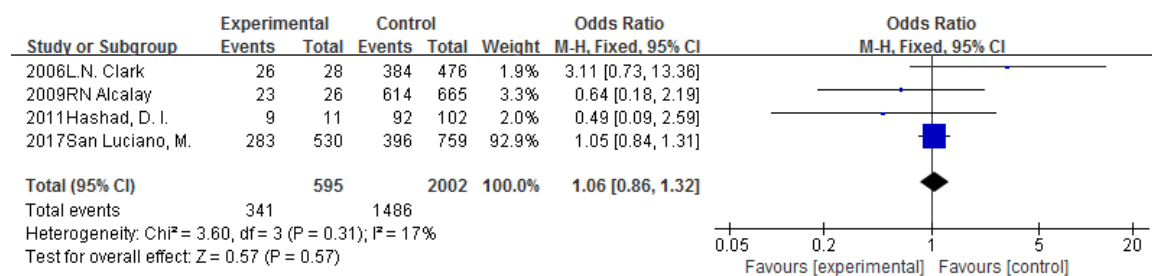 Experimental Control Odds Ratio Odds Ratio
Study or Subgroup Events Total Events Total Weight M-H, Fixed, 95% CI M-H, Fixed, 95% CI
2006L.N. Clark 26 28 384 476 1.9% 3.11 [0.73, 13.36]
2009RN Alcalay 23 26 614 665 3.3% 0.64 [0.18, 2.19]
2011Hashad, D. I. 9 11 92 102 2.0% 0.49 [0.09, 2.59]
2017San Luciano, M. 283 530 396 759 92.9% 1.05 [0.84, 1.31]
Total (95% CI) 595 2002 100.0% 1.06 [0.86, 1.32]
Total events 341 1486
Heterogeneity: Chi² = 3.60, df = 3 (P = 0.31); I² = 17%
Test for overall effect: Z = 0.57 (P = 0.57)
0.05 0.2 1 5 20
Favours [experimental] Favours [control]